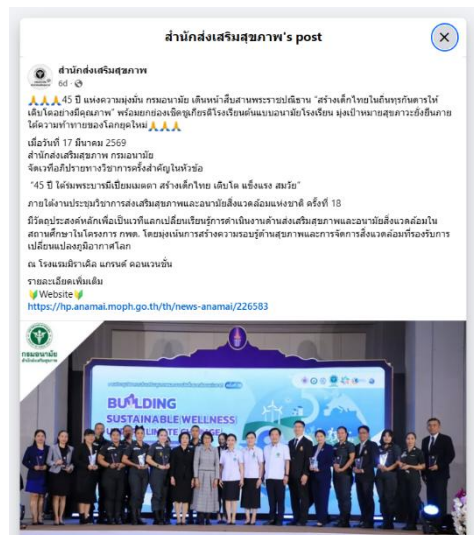 สำนักส่งเสริมสุขภาพ's post
สำนักส่งเสริมสุขภาพ
6d
🙏🙏🙏45 ปี แห่งความมุ่งมั่น กรมอนามัย เดินหน้าสืบสานพระราชปณิธาน "สร้างเด็กไทยในถิ่นทุรกันดารให้
เติบโตอย่างมีคุณภาพ" พร้อมยกย่องเชิดชูเกียรติโรงเรียนต้นแบบอนามัยโรงเรียน มุ่งเป้าหมายสุขภาวะยั่งยืนภาย
ใต้ความท้าทายของโลกยุคใหม่🙏🙏🙏
เมื่อวันที่ 17 มีนาคม 2569
สำนักส่งเสริมสุขภาพ กรมอนามัย
จัดเวทีอภิปรายทางวิชาการครั้งสำคัญในหัวข้อ
"45 ปี ใต้ร่มพระบารมีเปี่ยมเมตตา สร้างเด็กไทย เติบโต แข็งแรง สมวัย"
ภายใต้งานประชุมวิชาการส่งเสริมสุขภาพและอนามัยสิ่งแวดล้อมแห่งชาติ ครั้งที่ 18
มีวัตถุประสงค์หลักเพื่อเป็นเวทีแลกเปลี่ยนเรียนรู้การดำเนินงานด้านส่งเสริมสุขภาพและอนามัยสิ่งแวดล้อมใน
สถานศึกษาในโครงการ กพด. โดยมุ่งเน้นการสร้างความรอบรู้ด้านสุขภาพและการจัดการสิ่งแวดล้อมที่รองรับการ
เปลี่ยนแปลงภูมิอากาศโลก
ณ โรงแรมมิราเคิล แกรนด์ คอนเวนชั่น
รายละเอียดเพิ่มเติม
🔰Website🔰
https://hp.anamai.moph.go.th/th/news-anamai/226583
กรมอนามัย
สำนักส่งเสริมสุขภาพ
BUILDING
SUSTAINABLE WELLNESS